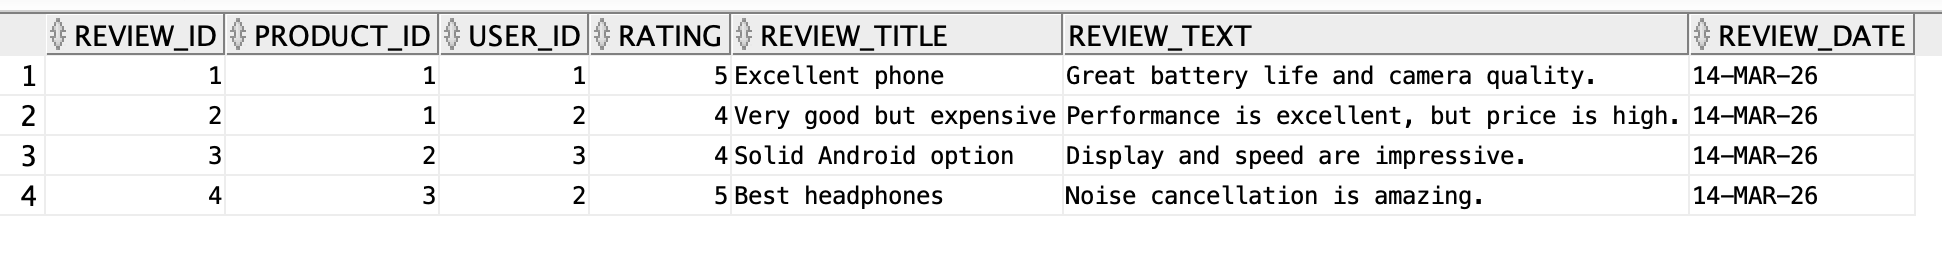 REVIEW_ID PRODUCT_ID USER_ID RATING REVIEW_TITLE REVIEW_TEXT REVIEW_DATE
1 1 1 1 5 Excellent phone Great battery life and camera quality. 14-MAR-26
2 2 1 2 4 Very good but expensive Performance is excellent, but price is high. 14-MAR-26
3 3 2 3 4 Solid Android option Display and speed are impressive. 14-MAR-26
4 4 3 2 5 Best headphones Noise cancellation is amazing. 14-MAR-26